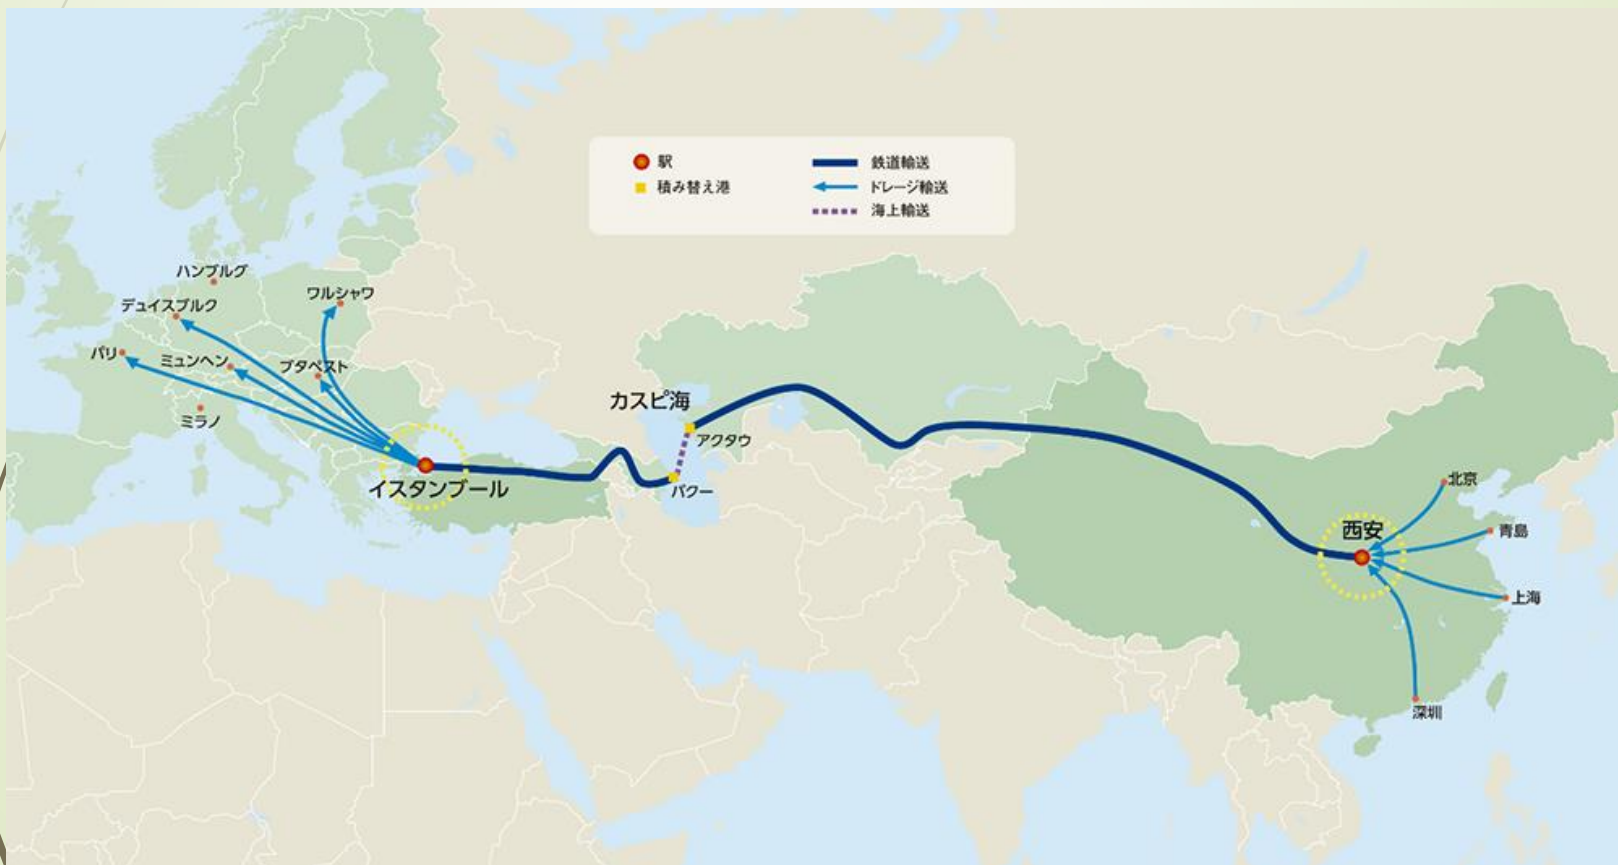 駅
積み替え港
鉄道輸送
ドレージ輸送
海上輸送
ハンブルグ
デュイスブルク
ワルシャワ
パリ
ミュンヘン
ブタペスト
ミラノ
イスタンブール
カスピ海
アクタウ
バクー
西安
北京
青島
上海
深圳